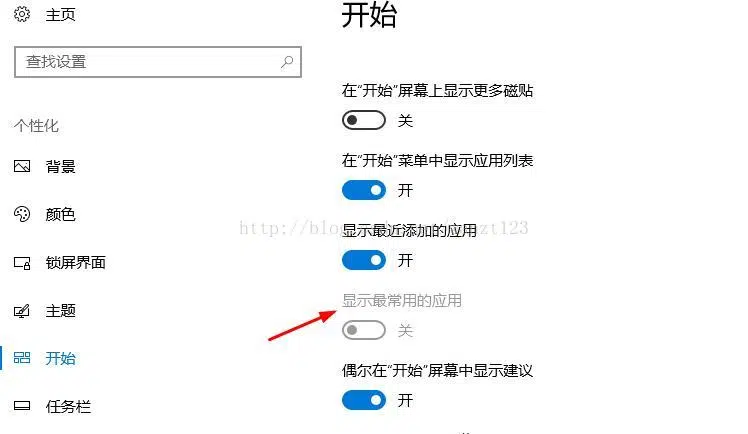 主页
查找设置
个性化
背景
颜色
锁屏界面
主题
开始
任务栏
开始
在“开始”屏幕上显示更多磁贴
关
在“开始”菜单中显示应用列表
开
显示最近添加的应用
开
显示最常用的应用
关
偶尔在“开始”屏幕中显示建议
开